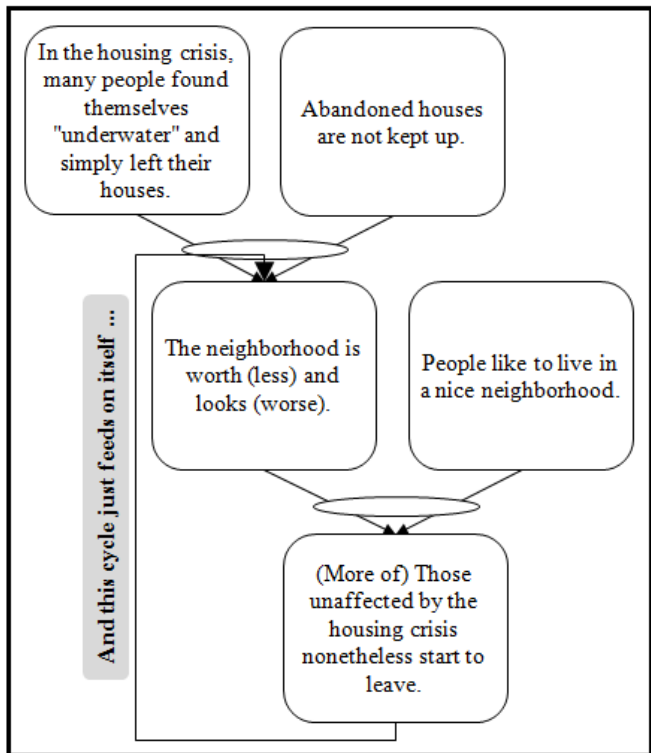 In the housing crisis,
many people found
themselves
"underwater" and
simply left their
houses.
Abandoned houses
are not kept up.
And this cycle just feeds on itself ...
The neighborhood is
worth (less) and
looks (worse).
People like to live in
a nice neighborhood.
(More of) Those
unaffected by the
housing crisis
nonetheless start to
leave.